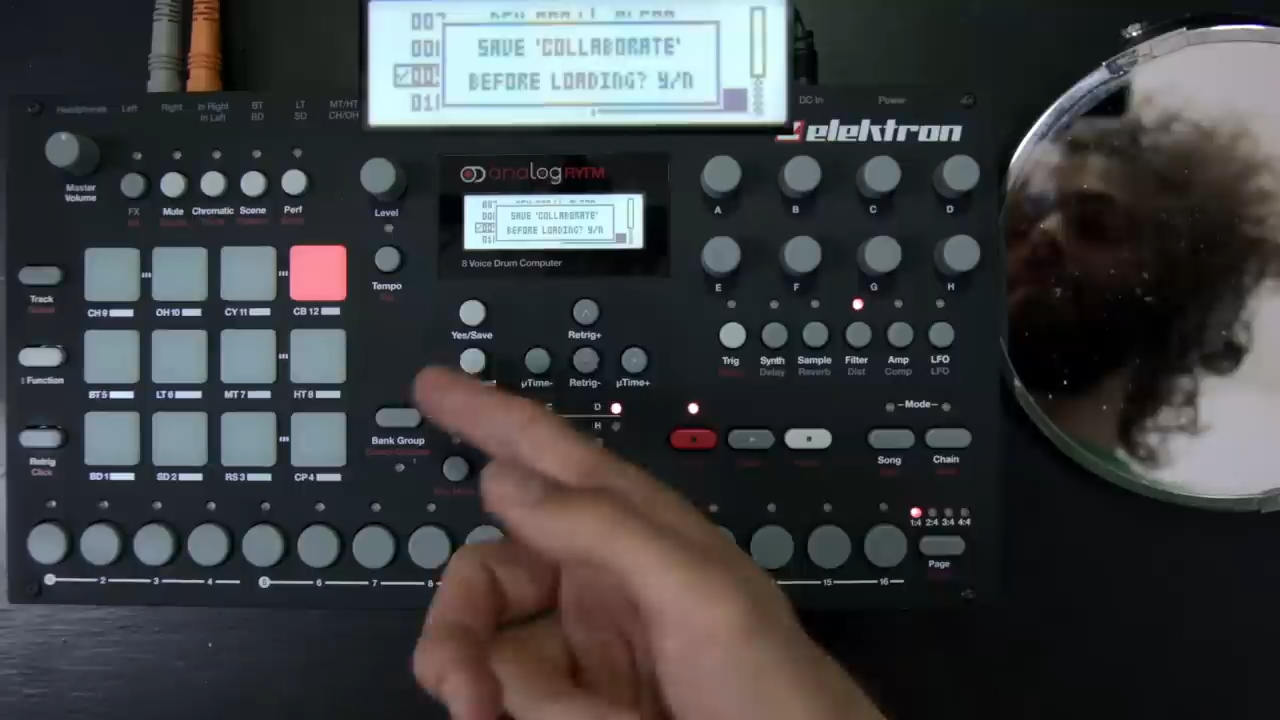 007
00
SAVE 'COLLABORATE'
BEFORE LOADING? Y/N
01
Headphones Left Right In Right BT LT MT/HT DC In Power
In Left BD SD CH/OH
elektron
analog RYTM
Master
Volume
FX Mute Chromatic Scene Perf Level A B C D
SAVE 'COLLABORATE'
BEFORE LOADING? Y/N
8 Voice Drum Computer
Tempo E F G H
Track CH 9 OH 10 CY 11 CB 12
Yes/Save Retrig+
Function μTime- Retrig- μTime+
Trig Synth Sample Filter Amp LFO
Delay Reverb Dist Comp LFO
BT 5 LT 6 MT 7 HT 8
D
H
Mode
Bank Group
Retrig
Click
Song Chain
BD 1 SD 2 RS 3 CP 4
1:4 2:4 3:4 4:4
Page
2 3 4 6 7 8 15 16